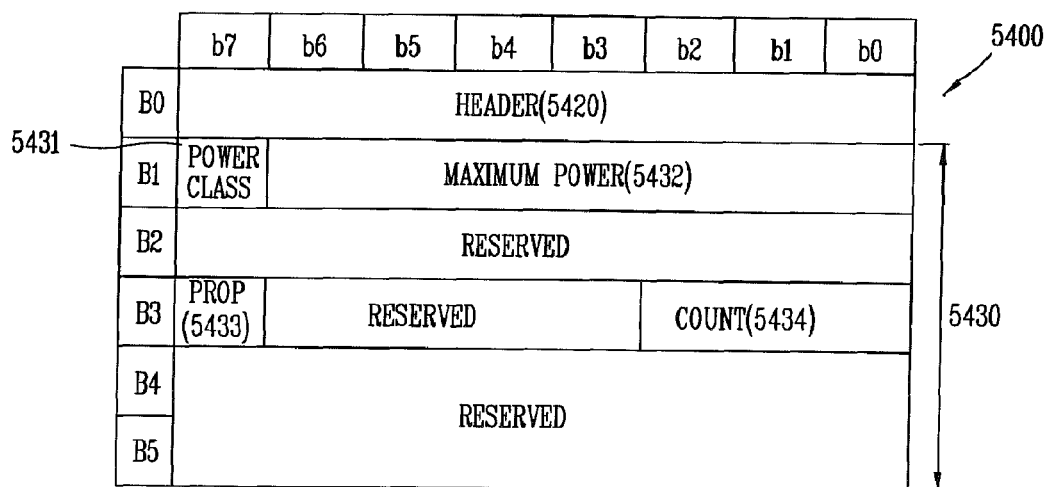 b7 b6 b5 b4 b3 b2 b1 b0
5400
B0 HEADER(5420)
5431
B1 POWER CLASS MAXIMUM POWER(5432)
B2 RESERVED
B3 PROP (5433) RESERVED COUNT(5434)
5430
B4
RESERVED
B5